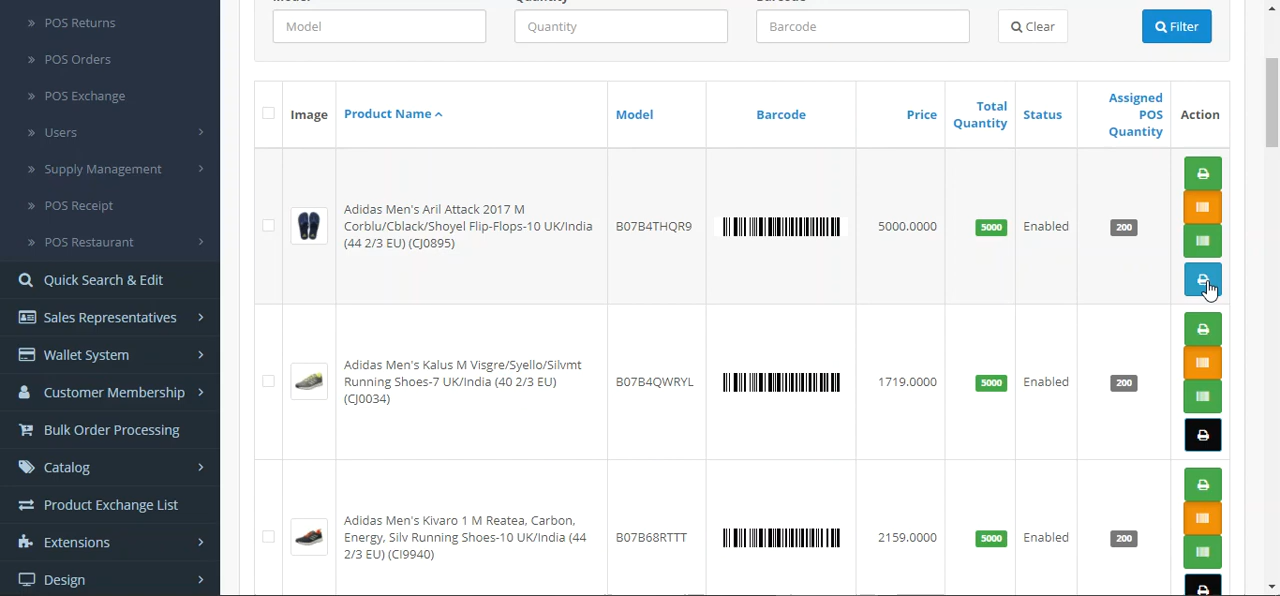 POS Returns
POS Orders
POS Exchange
Users
Supply Management
POS Receipt
POS Restaurant
Quick Search & Edit
Sales Representatives
Wallet System
Customer Membership
Bulk Order Processing
Catalog
Product Exchange List
Extensions
Design
Model
Quantity
Barcode
Clear
Filter
Image
Product Name
Model
Barcode
Price
Total
Quantity
Status
Assigned
POS
Quantity
Action
Adidas Men's Aril Attack 2017 M
Corblu/Cblack/Shoyel Flip-Flops-10 UK/India
(44 2/3 EU) (CJ0895)
B07B4THQR9
5000.0000
5000
Enabled
200
Adidas Men's Kalus M Visgre/Syello/Silvmt
Running Shoes-7 UK/India (40 2/3 EU)
(CJ0034)
B07B4QWRYL
1719.0000
5000
Enabled
200
Adidas Men's Kivaro 1 M Reatea, Carbon,
Energy, Silv Running Shoes-10 UK/India (44
2/3 EU) (CI9940)
B07B68RTTT
2159.0000
5000
Enabled
200